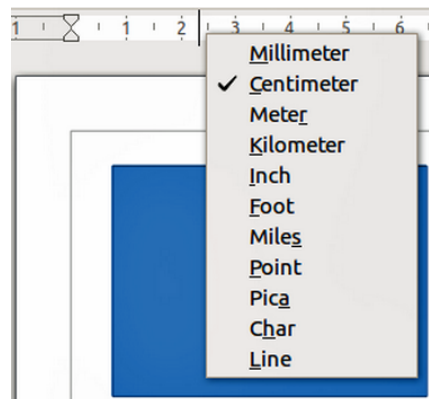 1 1 2 3 4 5 6
Millimeter
✓ Centimeter
Meter
Kilometer
Inch
Foot
Miles
Point
Pica
Char
Line